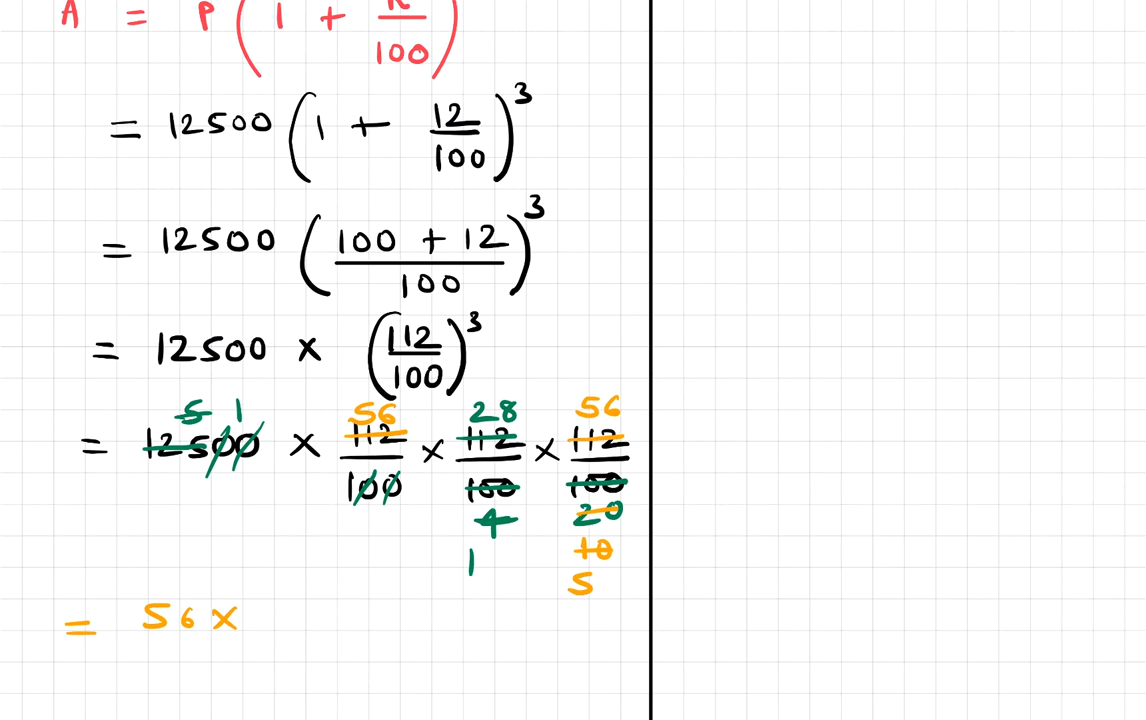 A = P ( 1 + R/100 )
= 12500 ( 1 + 12/100 )³
= 12500 ( 100 + 12 / 100 )³
= 12500 × ( 112/100 )³
5 1 56 28 56
= 12500 × 112/100 × 112/100 × 112/100
4 20
1 10
5
= 56 ×